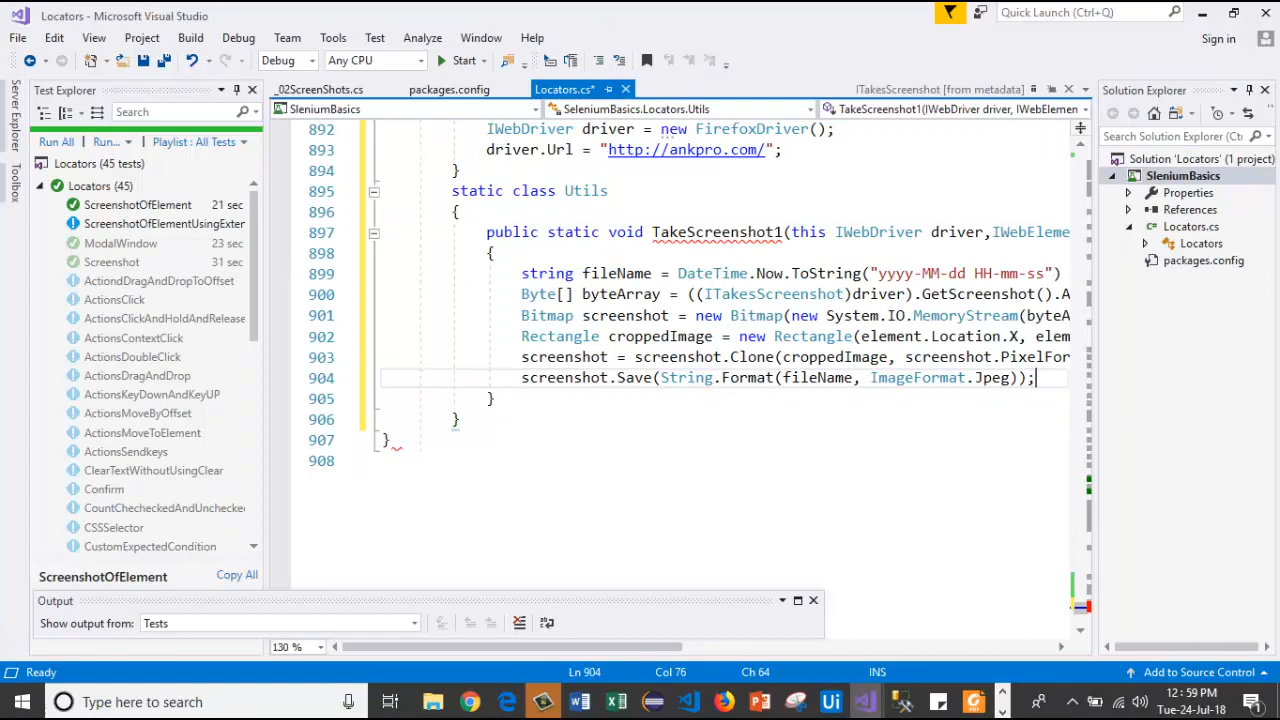 Locators - Microsoft Visual Studio
Quick Launch (Ctrl+Q)
File Edit View Project Build Debug Team Tools Test Analyze Window Help
Sign in
Debug Any CPU Start
Server Explorer
Toolbox
Test Explorer
Search
Run All Run... Playlist : All Tests
Locators (45 tests)
Locators (45)
ScreenshotOfElement 21 sec
ScreenshotOfElementUsingExter
ModalWindow 23 sec
Screenshot 31 sec
ActiondDragAndDropToOffset
ActionsClick
ActionsClickAndHoldAndRelease
ActionsContextClick
ActionsDoubleClick
ActionsDragAndDrop
ActionsKeyDownAndKeyUP
ActionsMoveByOffset
ActionsMoveToElement
ActionsSendkeys
ClearTextWithoutUsingClear
Confirm
CountChecheckedAndUnchecke
CSSSelector
CustomExpectedCondition
ScreenshotOfElement Copy All
_02ScreenShots.cs packages.config Locators.cs* ITakesScreenshot [from metadata]
SleniumBasics SeleniumBasics.Locators.Utils TakeScreenshot1(IWebDriver driver, IWebElemen
892 IWebDriver driver = new FirefoxDriver();
893 driver.Url = "http://ankpro.com/";
894 }
895 static class Utils
896 {
897 public static void TakeScreenshot1(this IWebDriver driver,IWebEleme
898 {
899 string fileName = DateTime.Now.ToString("yyyy-MM-dd HH-mm-ss")
900 Byte[] byteArray = ((ITakesScreenshot)driver).GetScreenshot().A
901 Bitmap screenshot = new Bitmap(new System.IO.MemoryStream(byteA
902 Rectangle croppedImage = new Rectangle(element.Location.X, elem
903 screenshot = screenshot.Clone(croppedImage, screenshot.PixelFor
904 screenshot.Save(String.Format(fileName, ImageFormat.Jpeg));
905 }
906 }
907 }
908
130 %
Output
Show output from: Tests
Solution Explorer
Search Solution Explorer (Ctrl
Solution 'Locators' (1 project)
SleniumBasics
Properties
References
Locators.cs
Locators
packages.config
Ready Ln 904 Col 76 Ch 64 INS Add to Source Control
Type here to search
12:59 PM
Tue-24-Jul-18